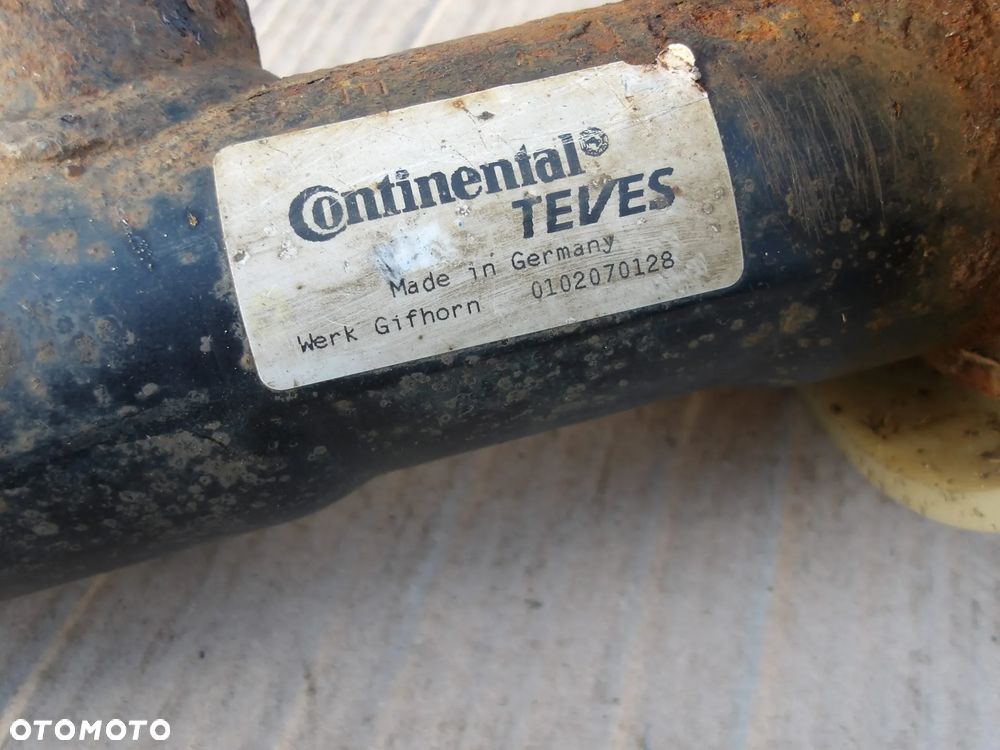 Continental
TEVES
Made in Germany
Werk Gifhorn 0102070128
OTOMOTO